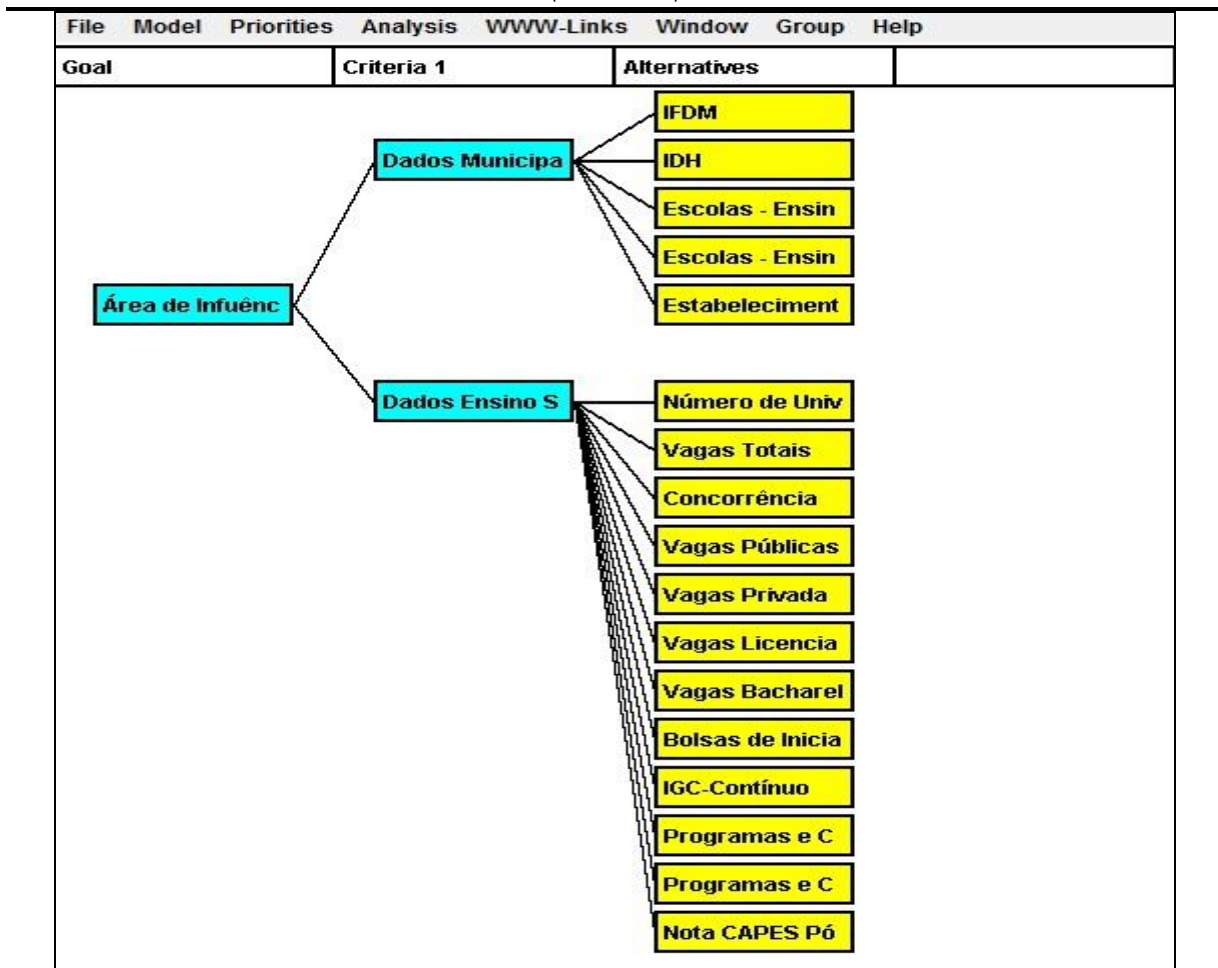 File Model Priorities Analysis WWW-Links Window Group Help
Goal Criteria 1 Alternatives
IFDM
Dados Municipa IDH
Escolas - Ensin
Escolas - Ensin
Área de Infuênc Estabeleciment
Dados Ensino S Número de Univ
Vagas Totais
Concorrência
Vagas Públicas
Vagas Privada
Vagas Licencia
Vagas Bacharel
Bolsas de Inicia
IGC-Contínuo
Programas e C
Programas e C
Nota CAPES Pó